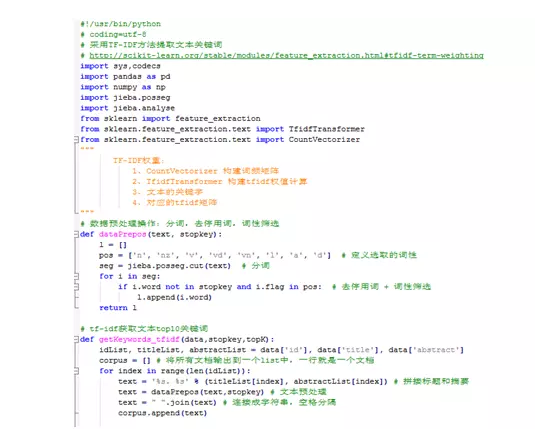 #!/usr/bin/python
# coding=utf-8
# 采用TF-IDF方法提取文本关键词
# http://scikit-learn.org/stable/modules/feature_extraction.html#tfidf-term-weighting
import sys,codecs
import pandas as pd
import numpy as np
import jieba.posseg
import jieba.analyse
from sklearn import feature_extraction
from sklearn.feature_extraction.text import TfidfTransformer
from sklearn.feature_extraction.text import CountVectorizer
"""
TF-IDF权重:
1. CountVectorizer 构建词频矩阵
2. TfidfTransformer 构建tfidf权值计算
3. 文本的关键字
4. 对应的tfidf矩阵
"""
# 数据预处理操作：分词，去停用词，词性筛选
def dataPrepos(text, stopkey):
l = []
pos = ['n', 'nz', 'v', 'vd', 'vn', 'l', 'a', 'd'] # 定义选取的词性
seg = jieba.posseg.cut(text) # 分词
for i in seg:
if i.word not in stopkey and i.flag in pos: # 去停用词 + 词性筛选
l.append(i.word)
return l
# tf-idf获取文本top10关键词
def getKeywords_tfidf(data,stopkey,topK):
idList, titleList, abstractList = data['id'], data['title'], data['abstract']
corpus = [] # 将所有文档输出到一个list中，一行就是一个文档
for index in range(len(idList)):
text = '%s。%s' % (titleList[index], abstractList[index]) # 拼接标题和摘要
text = dataPrepos(text,stopkey) # 文本预处理
text = " ".join(text) # 连接成字符串，空格分隔
corpus.append(text)